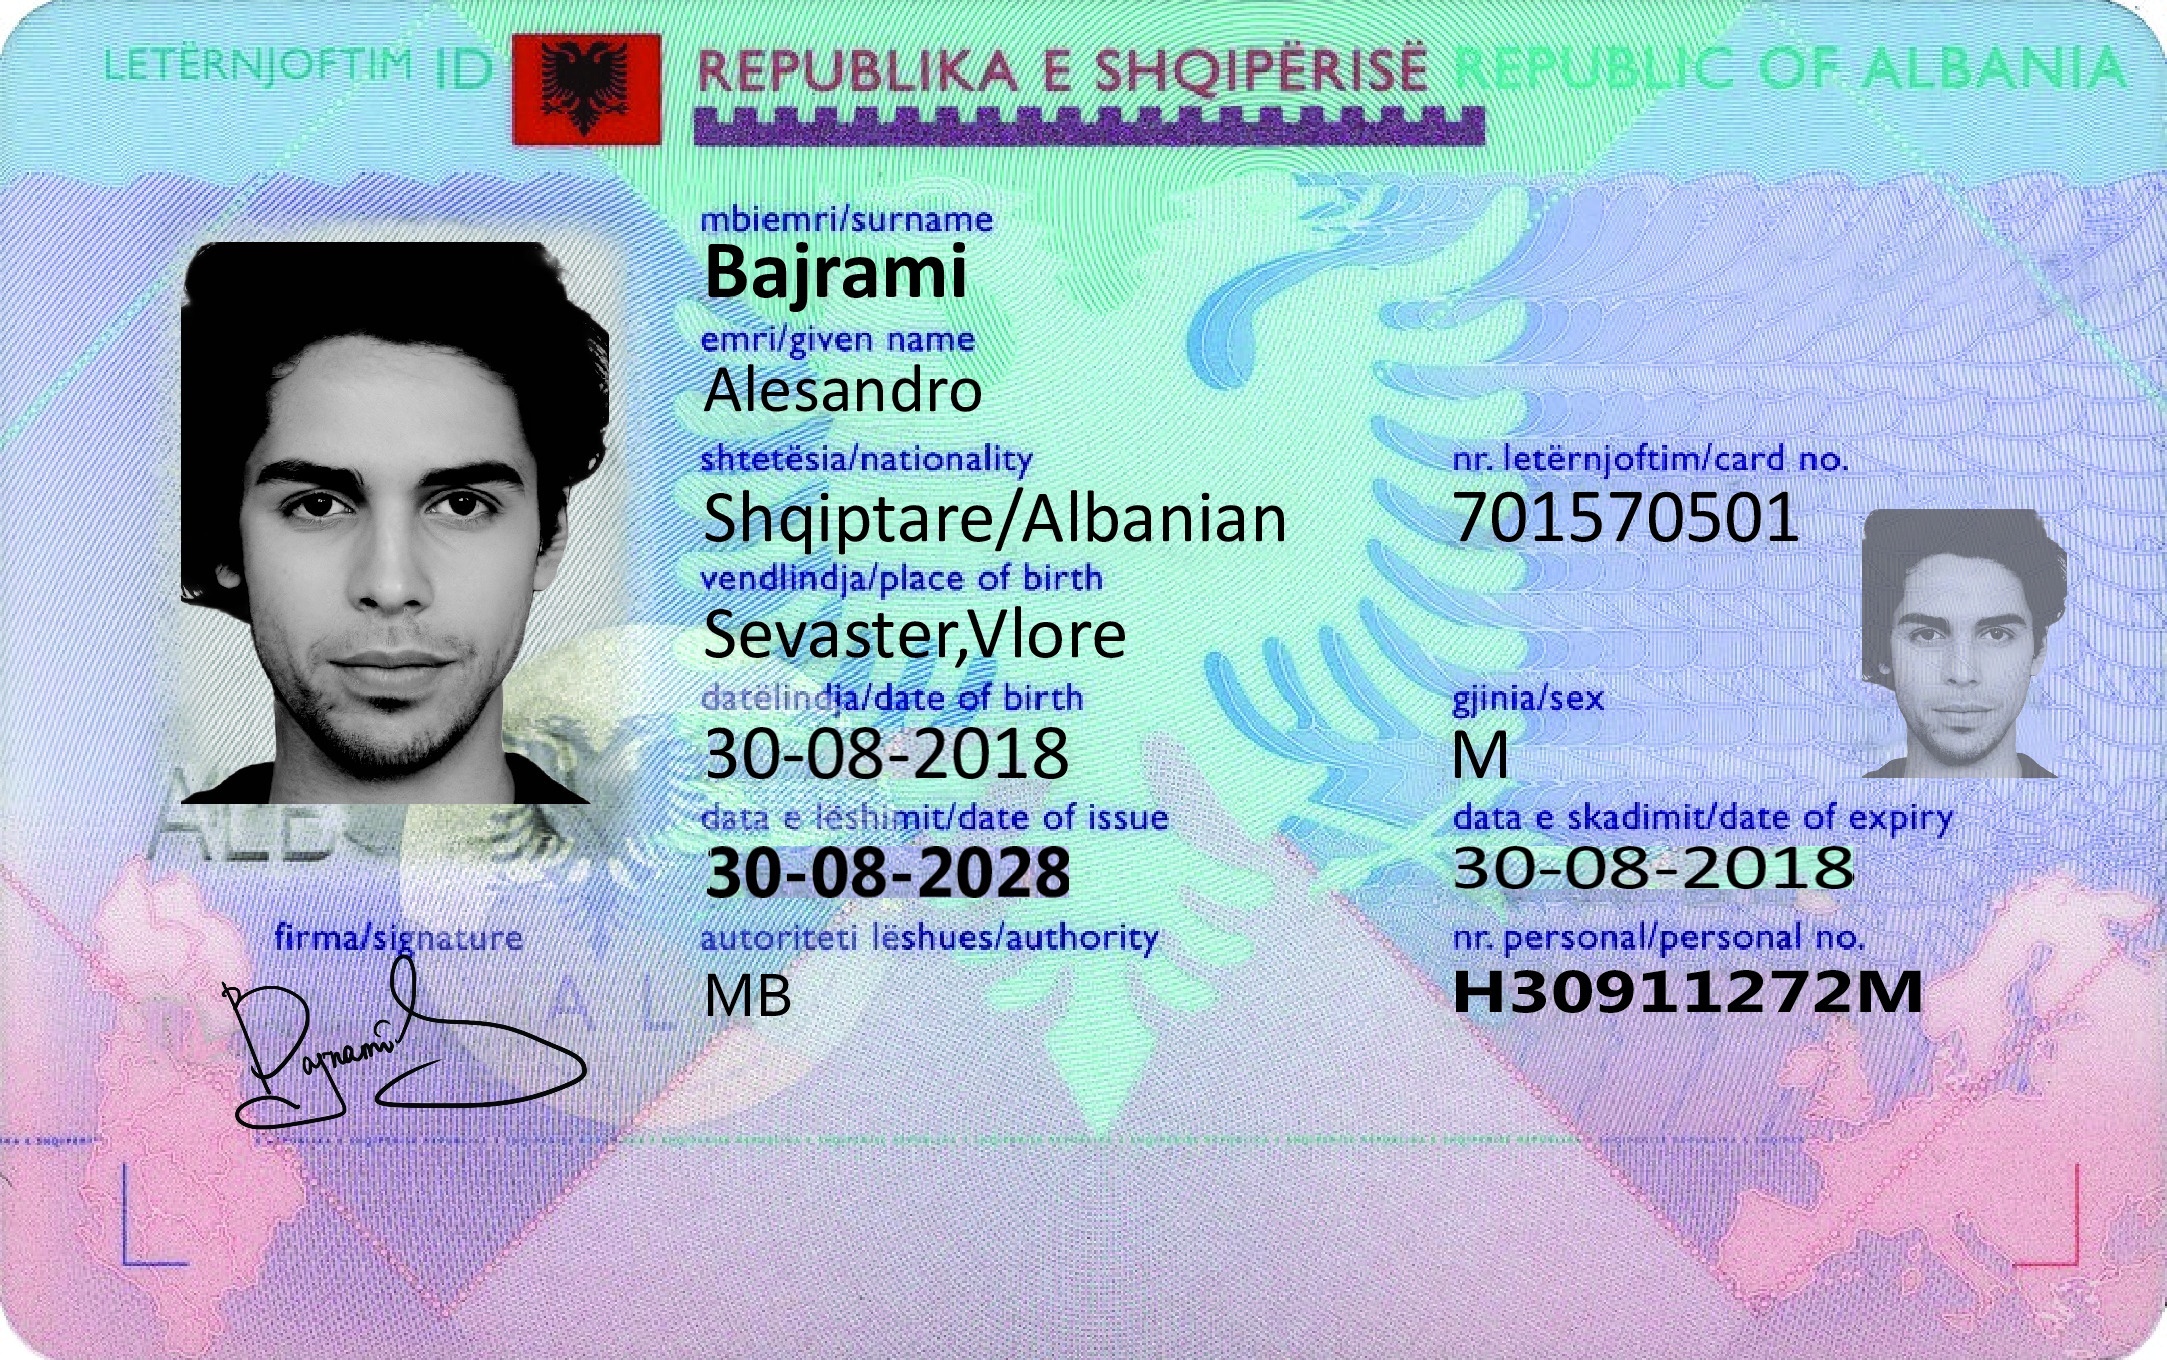 LETËRNJOFTIM ID REPUBLIKA E SHQIPËRISË REPUBLIC OF ALBANIA
mbiemri/surname
Bajrami
emri/given name
Alesandro
shtetësia/nationality nr. letërnjoftim/card no.
Shqiptare/Albanian 701570501
vendlindja/place of birth
Sevaster,Vlore
datëlindja/date of birth gjinia/sex
30-08-2018 M
data e lëshimit/date of issue data e skadimit/date of expiry
30-08-2028 30-08-2018
firma/signature autoriteti lëshues/authority nr. personal/personal no.
MB H30911272M
Bajrami